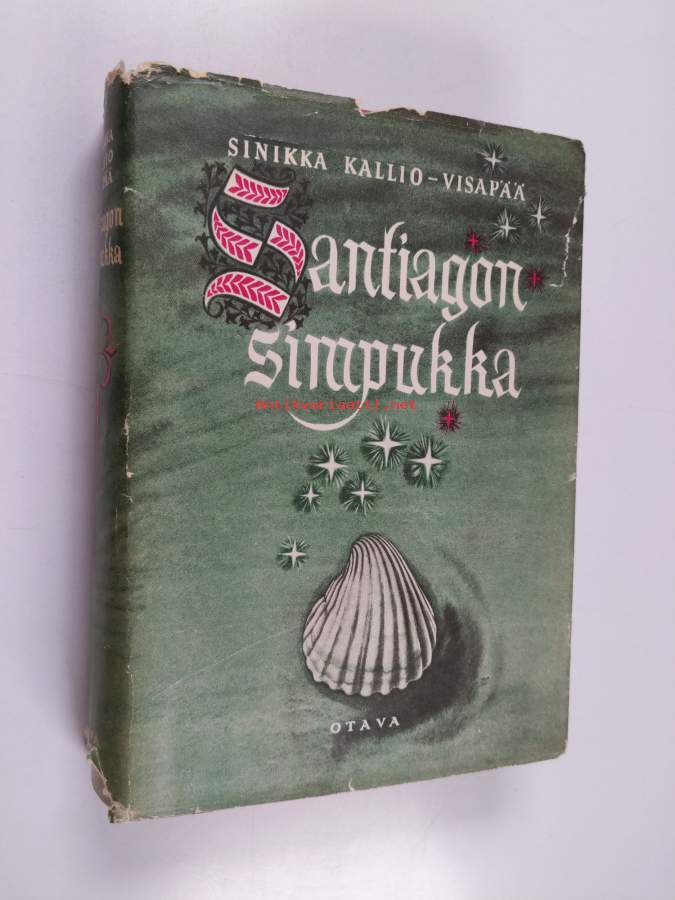 SINIKKA KALLIO-VISAPÄÄ
Santiagon
simpukka
antikvariaatti.net
OTAVA